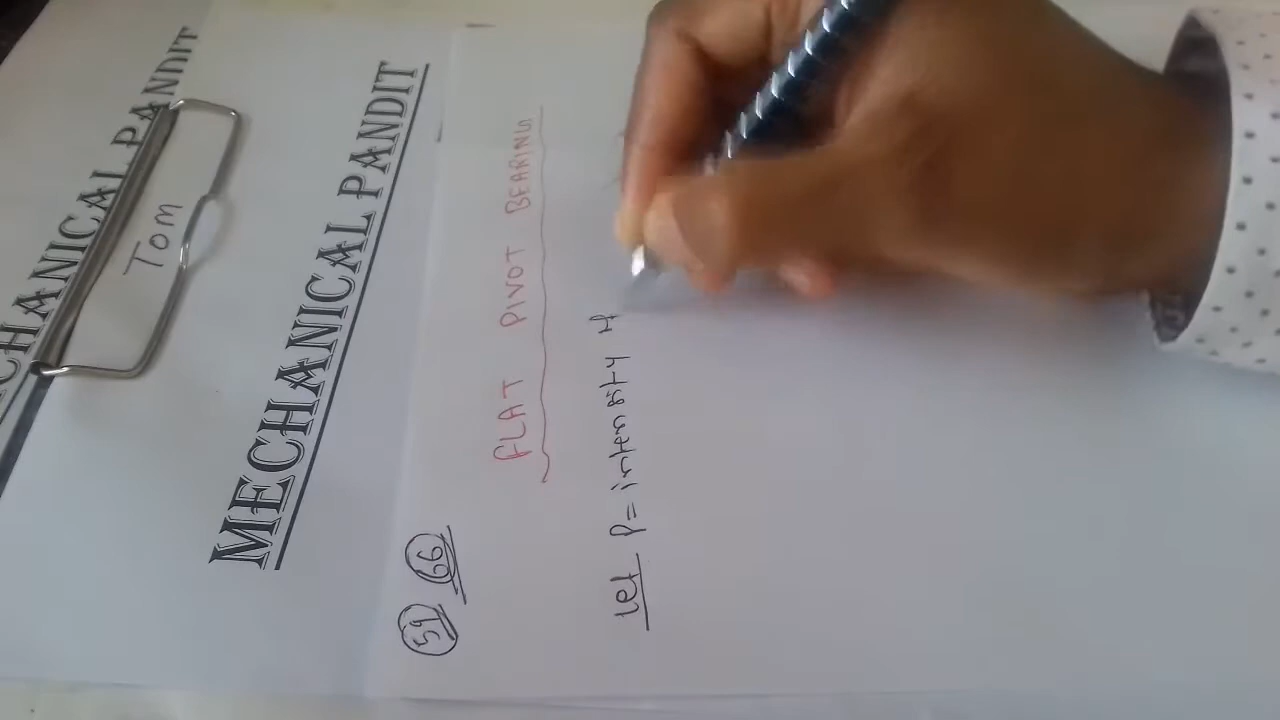 MECHANICAL PANDIT
TOM
MECHANICAL PANDIT
59 66
FLAT PIVOT BEARING
Let P = intensity of